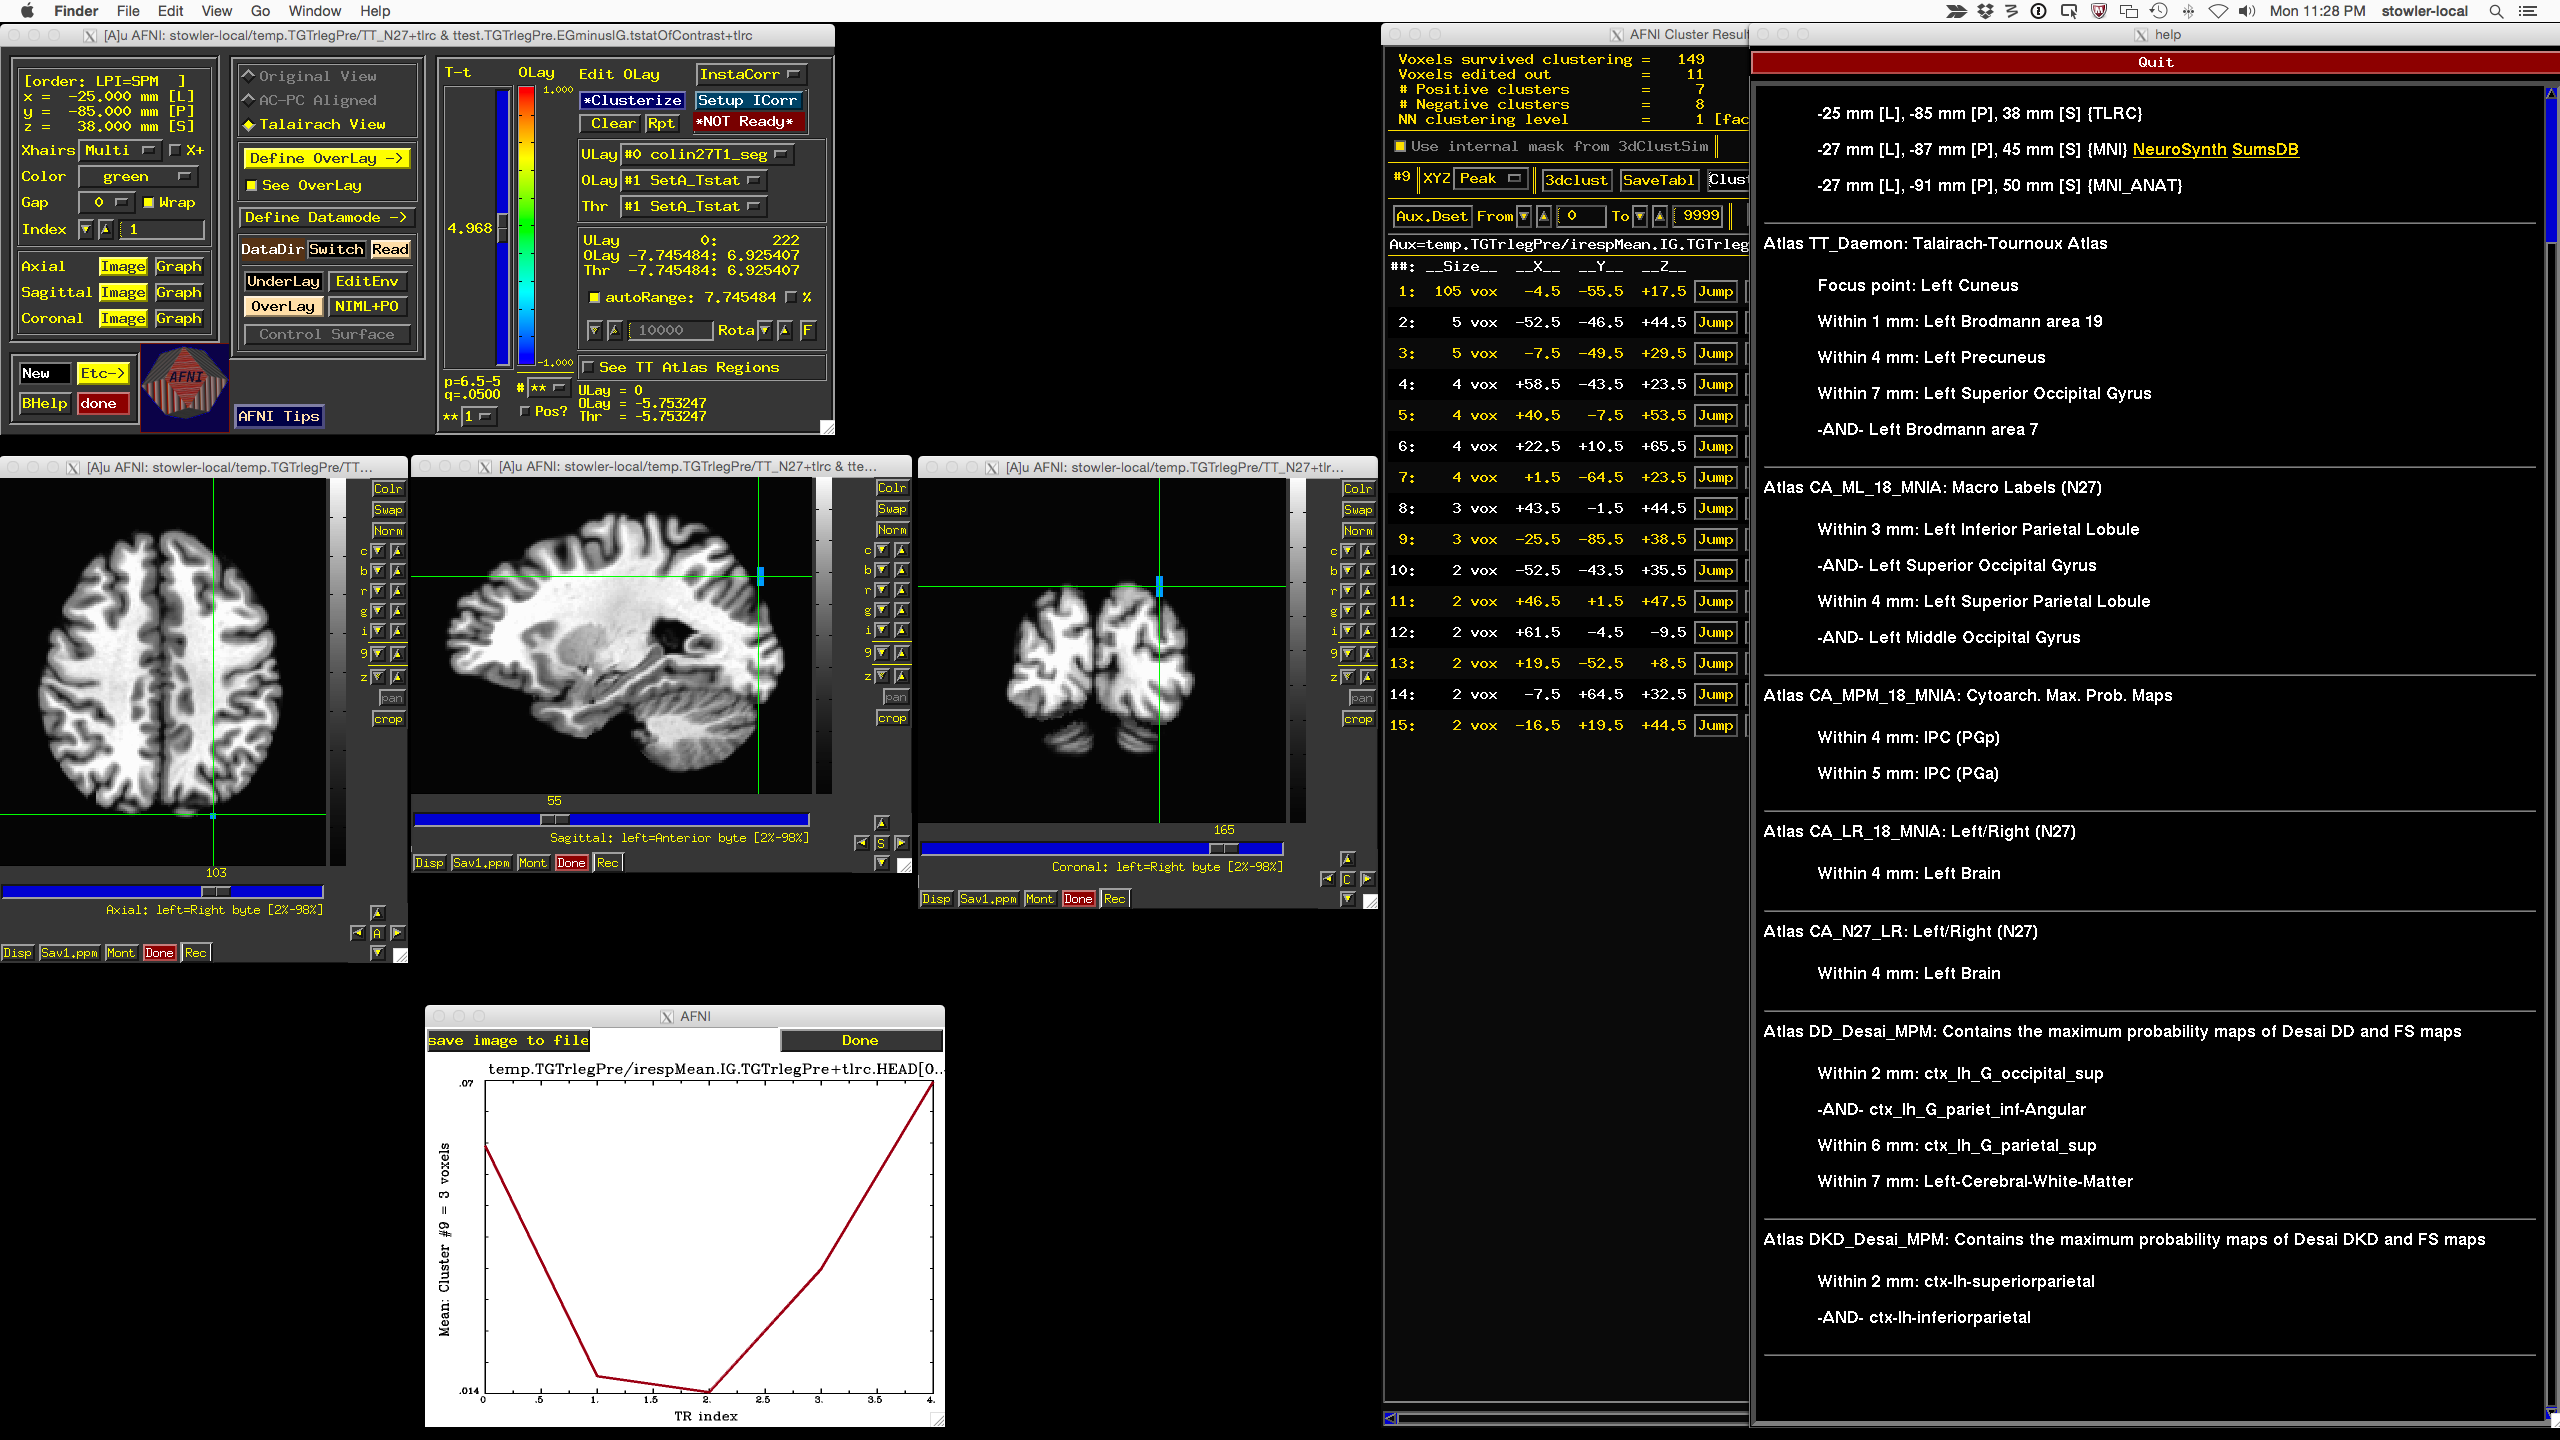 Finder File Edit View Go Window Help
Mon 11:28 PM stowler-local
[A]u AFNI: stowler-local/temp.TGTrlegPre/TT_N27+tlrc & ttest.TGTrlegPre.EGminusIG.tstatOfContrast+tlrc
[order: LPI=SPM ]
x = -25.000 mm [L]
y = -85.000 mm [P]
z = 38.000 mm [S]
Xhairs Multi X+
Color green
Gap 0 Wrap
Index 1
Axial Image Graph
Sagittal Image Graph
Coronal Image Graph
New Etc->
BHelp done
AFNI
Original View
AC-PC Aligned
Talairach View
Define OverLay ->
See OverLay
Define Datamode ->
DataDir Switch Read
UnderLay EditEnv
OverLay NIML+PO
Control Surface
AFNI Tips
T-t OLay
1.000
4.968
-1.000
p=6.5-5
q=.0500
** 1
# **
Pos?
Edit OLay InstaCorr
*Clusterize Setup ICorr
Clear Rpt *NOT Ready*
ULay #0 colin27T1_seg
OLay #1 SetA_Tstat
Thr #1 SetA_Tstat
ULay 0: 222
OLay -7.745484: 6.925407
Thr -7.745484: 6.925407
autoRange: 7.745484 %
10000 Rota F
See TT Atlas Regions
ULay = 0
OLay = -5.753247
Thr = -5.753247
[A]u AFNI: stowler-local/temp.TGTrlegPre/TT...
Colr
Swap
Norm
c
b
r
g
i
9
z
pan
crop
103
Axial: left=Right byte [2%-98%]
A
Disp Sav1.ppm Mont Done Rec
[A]u AFNI: stowler-local/temp.TGTrlegPre/TT_N27+tlrc & tte...
Colr
Swap
Norm
c
b
r
g
i
9
z
pan
crop
55
Sagittal: left=Anterior byte [2%-98%]
S
Disp Sav1.ppm Mont Done Rec
[A]u AFNI: stowler-local/temp.TGTrlegPre/TT_N27+tlr...
Colr
Swap
Norm
c
b
r
g
i
9
z
pan
crop
165
Coronal: left=Right byte [2%-98%]
C
Disp Sav1.ppm Mont Done Rec
AFNI
save image to file Done
temp.TGTrlegPre/irespMean.IG.TGTrlegPre+tlrc.HEAD[0..
.07
Mean: Cluster #9 = 3 voxels
.014
0 .5 1. 1.5 2. 2.5 3. 3.5 4.
TR index
AFNI Cluster Resul
Voxels survived clustering = 149
Voxels edited out = 11
# Positive clusters = 7
# Negative clusters = 8
NN clustering level = 1 [fac
Use internal mask from 3dClustSim
#9 XYZ Peak 3dclust SaveTabl Clust
Aux.Dset From 0 To 9999
Aux=temp.TGTrlegPre/irespMean.IG.TGTrleg
##: __Size__ __X__ __Y__ __Z__
1: 105 vox -4.5 -55.5 +17.5 Jump
2: 5 vox -52.5 -46.5 +44.5 Jump
3: 5 vox -7.5 -49.5 +29.5 Jump
4: 4 vox +58.5 -43.5 +23.5 Jump
5: 4 vox +40.5 -7.5 +53.5 Jump
6: 4 vox +22.5 +10.5 +65.5 Jump
7: 4 vox +1.5 -64.5 +23.5 Jump
8: 3 vox +43.5 -1.5 +44.5 Jump
9: 3 vox -25.5 -85.5 +38.5 Jump
10: 2 vox -52.5 -43.5 +35.5 Jump
11: 2 vox +46.5 +1.5 +47.5 Jump
12: 2 vox +61.5 -4.5 -9.5 Jump
13: 2 vox +19.5 -52.5 +8.5 Jump
14: 2 vox -7.5 +64.5 +32.5 Jump
15: 2 vox -16.5 +19.5 +44.5 Jump
help
Quit
-25 mm [L], -85 mm [P], 38 mm [S] {TLRC}
-27 mm [L], -87 mm [P], 45 mm [S] {MNI} NeuroSynth SumsDB
-27 mm [L], -91 mm [P], 50 mm [S] {MNI_ANAT}
Atlas TT_Daemon: Talairach-Tournoux Atlas
Focus point: Left Cuneus
Within 1 mm: Left Brodmann area 19
Within 4 mm: Left Precuneus
Within 7 mm: Left Superior Occipital Gyrus
-AND- Left Brodmann area 7
Atlas CA_ML_18_MNIA: Macro Labels (N27)
Within 3 mm: Left Inferior Parietal Lobule
-AND- Left Superior Occipital Gyrus
Within 4 mm: Left Superior Parietal Lobule
-AND- Left Middle Occipital Gyrus
Atlas CA_MPM_18_MNIA: Cytoarch. Max. Prob. Maps
Within 4 mm: IPC (PGp)
Within 5 mm: IPC (PGa)
Atlas CA_LR_18_MNIA: Left/Right (N27)
Within 4 mm: Left Brain
Atlas CA_N27_LR: Left/Right (N27)
Within 4 mm: Left Brain
Atlas DD_Desai_MPM: Contains the maximum probability maps of Desai DD and FS maps
Within 2 mm: ctx_lh_G_occipital_sup
-AND- ctx_lh_G_pariet_inf-Angular
Within 6 mm: ctx_lh_G_parietal_sup
Within 7 mm: Left-Cerebral-White-Matter
Atlas DKD_Desai_MPM: Contains the maximum probability maps of Desai DKD and FS maps
Within 2 mm: ctx-lh-superiorparietal
-AND- ctx-lh-inferiorparietal